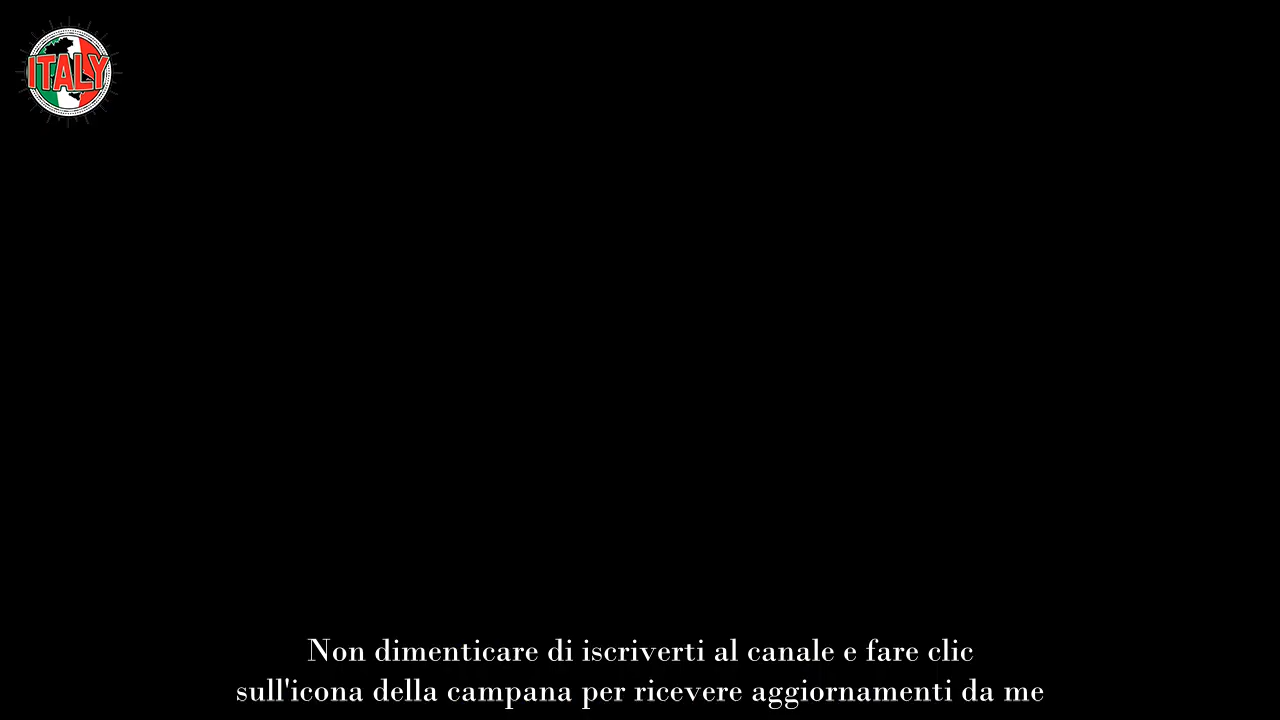 ITALY
Non dimenticare di iscriverti al canale e fare clic
sull'icona della campana per ricevere aggiornamenti da me